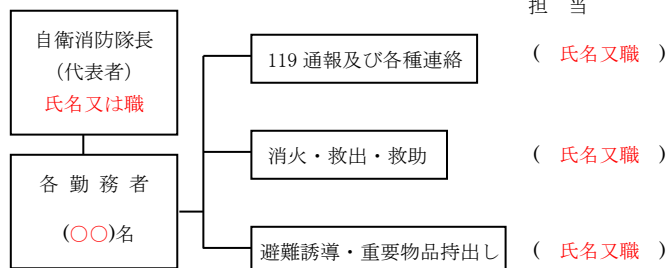 担 当
自衛消防隊長
（代表者）
氏名又は職
119 通報及び各種連絡
( 氏名又職 )
消火・救出・救助
( 氏名又職 )
各 勤 務 者
(〇〇)名
避難誘導・重要物品持出し
( 氏名又職 )